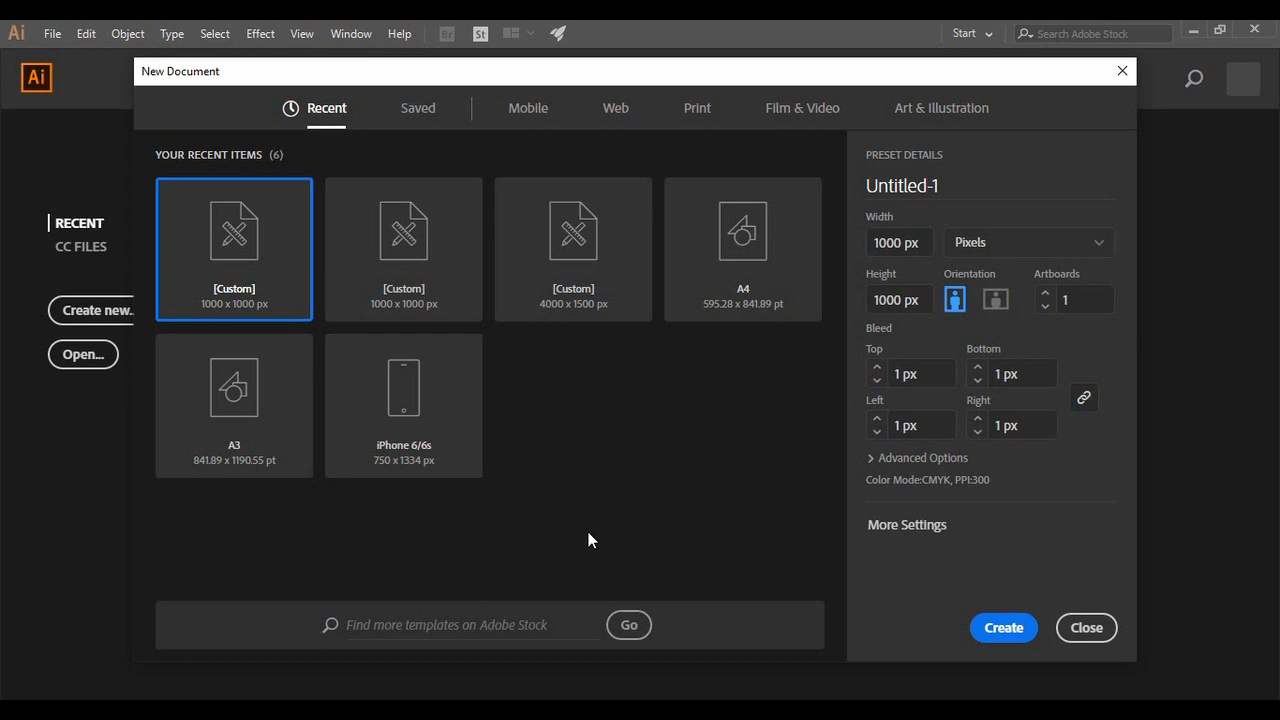 Ai File Edit Object Type Select Effect View Window Help Br St Start Search Adobe Stock
Ai
New Document
Recent Saved Mobile Web Print Film & Video Art & Illustration
YOUR RECENT ITEMS (6)
[Custom]
1000 x 1000 px
[Custom]
1000 x 1000 px
[Custom]
4000 x 1500 px
A4
595.28 x 841.89 pt
A3
841.89 x 1190.55 pt
iPhone 6/6s
750 x 1334 px
Find more templates on Adobe Stock Go
RECENT
CC FILES
Create new..
Open...
PRESET DETAILS
Untitled-1
Width
1000 px Pixels
Height Orientation Artboards
1000 px 1
Bleed
Top Bottom
1 px 1 px
Left Right
1 px 1 px
Advanced Options
Color Mode:CMYK, PPI:300
More Settings
Create Close